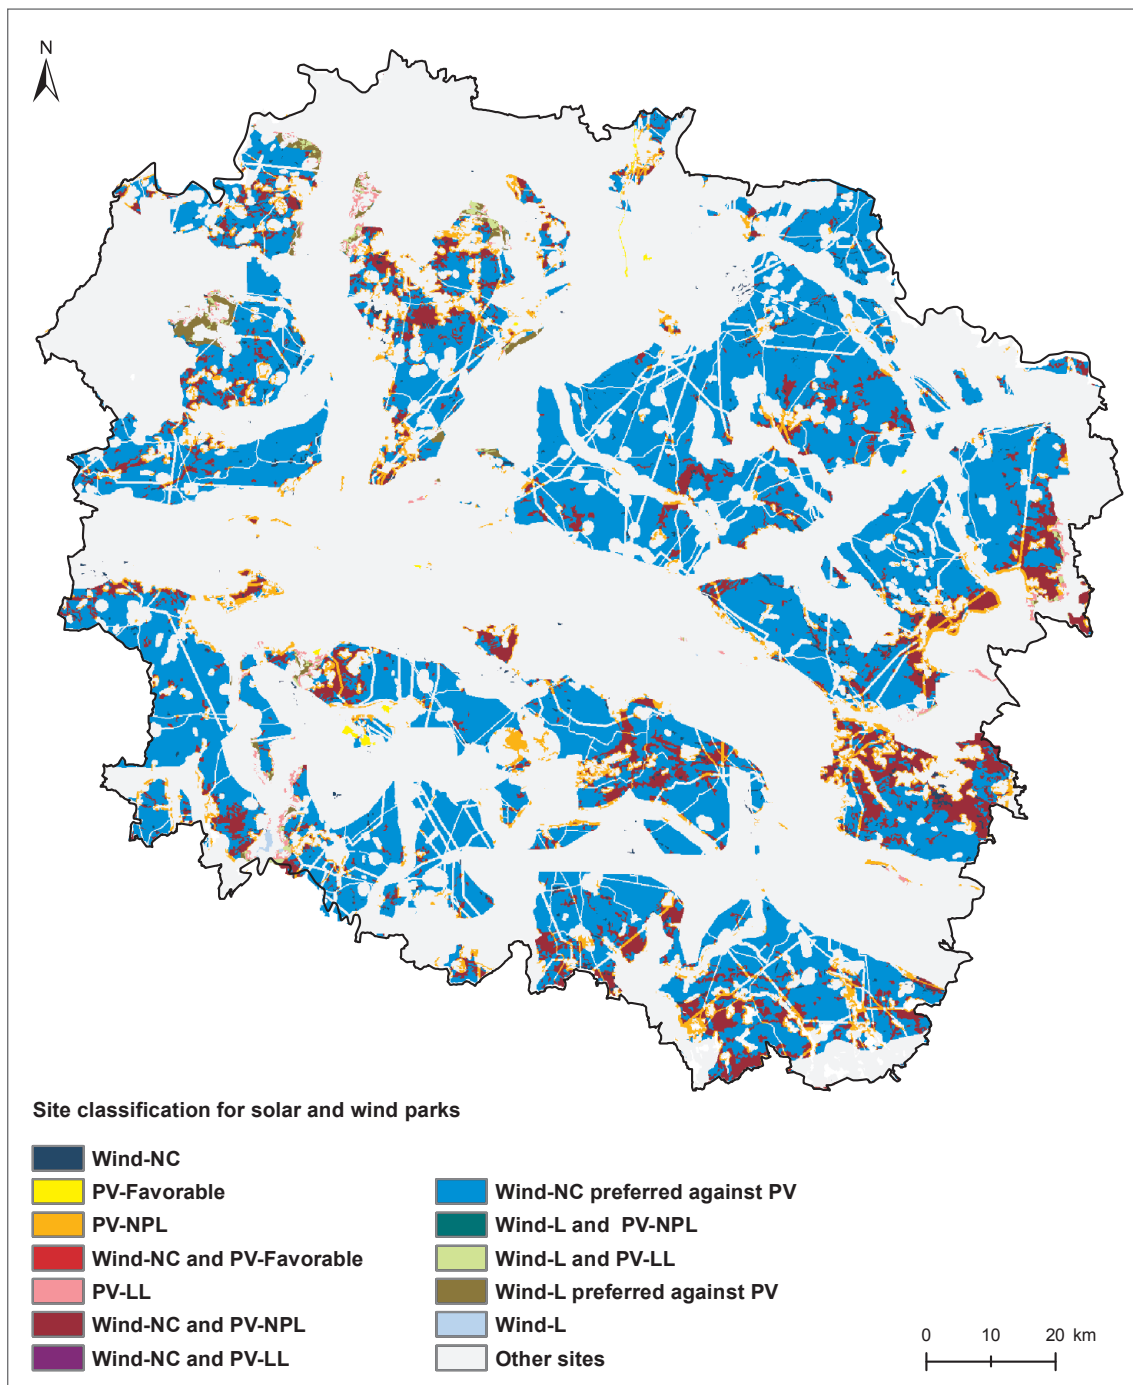 N
Site classification for solar and wind parks
Wind-NC
PV-Favorable
PV-NPL
Wind-NC and PV-Favorable
PV-LL
Wind-NC and PV-NPL
Wind-NC and PV-LL
Wind-NC preferred against PV
Wind-L and PV-NPL
Wind-L and PV-LL
Wind-L preferred against PV
Wind-L
Other sites
0 10 20 km